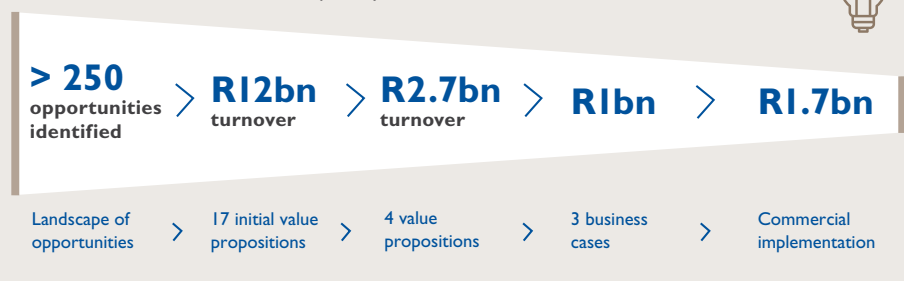 > 250
opportunities
identified
R12bn
turnover
R2.7bn
turnover
R1bn
R1.7bn
Landscape of
opportunities
17 initial value
propositions
4 value
propositions
3 business
cases
Commercial
implementation